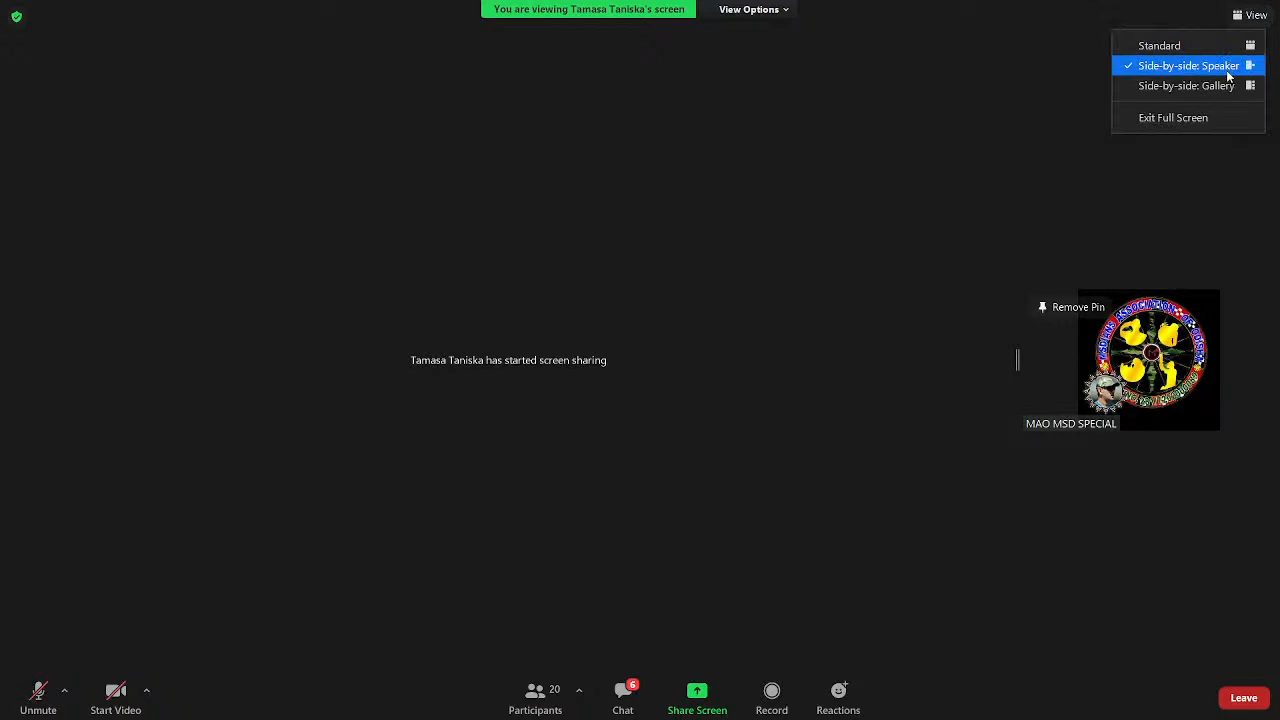 You are viewing Tamasa Taniska's screen
View Options
View
Standard
Side-by-side: Speaker
Side-by-side: Gallery
Exit Full Screen
Remove Pin
Tamasa Taniska has started screen sharing
MAO MSD SPECIAL
20
6
Unmute
Start Video
Participants
Chat
Share Screen
Record
Reactions
Leave